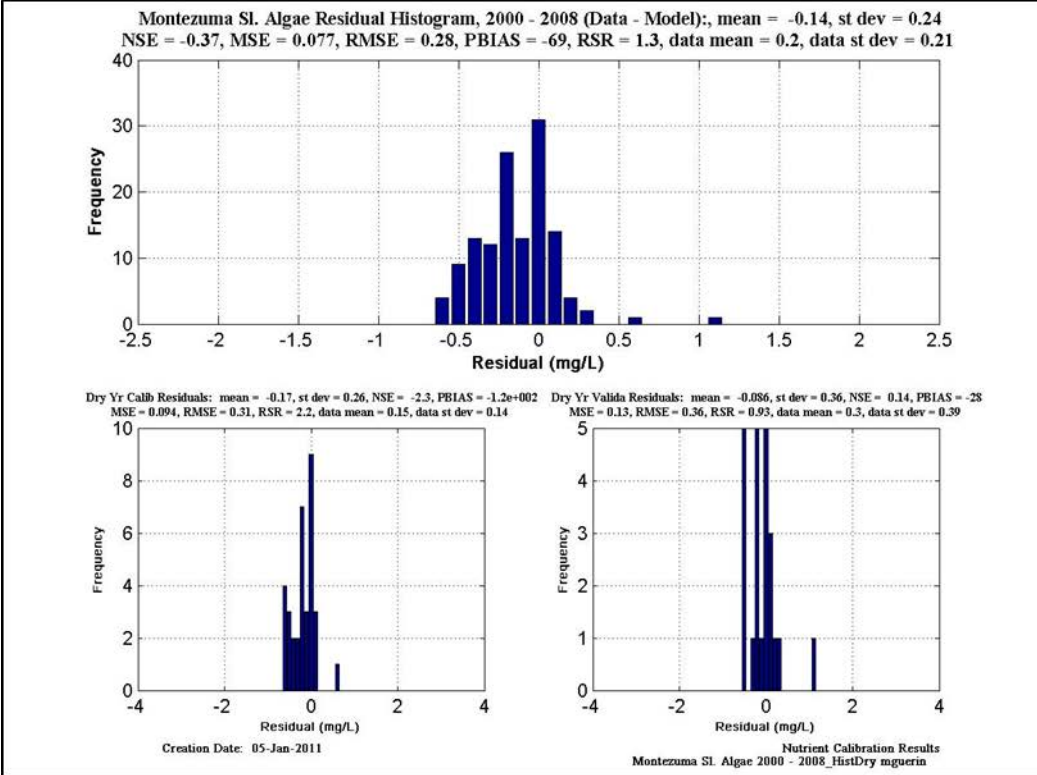 Montezuma Sl. Algae Residual Histogram, 2000 - 2008 (Data - Model):, mean = -0.14, st dev = 0.24
NSE = -0.37, MSE = 0.077, RMSE = 0.28, PBIAS = -69, RSR = 1.3, data mean = 0.2, data st dev = 0.21
40
30
20
10
0
Frequency
-2.5 -2 -1.5 -1 -0.5 0 0.5 1 1.5 2 2.5
Residual (mg/L)
Dry Yr Calib Residuals: mean = -0.17, st dev = 0.26, NSE = -2.3, PBIAS = -1.2e+002
MSE = 0.094, RMSE = 0.31, RSR = 2.2, data mean = 0.15, data st dev = 0.14
10
8
6
4
2
0
Frequency
-4 -2 0 2 4
Residual (mg/L)
Dry Yr Valida Residuals: mean = -0.086, st dev = 0.36, NSE = 0.14, PBIAS = -28
MSE = 0.13, RMSE = 0.36, RSR = 0.93, data mean = 0.3, data st dev = 0.39
5
4
3
2
1
0
Frequency
-4 -2 0 2 4
Residual (mg/L)
Creation Date: 05-Jan-2011
Nutrient Calibration Results
Montezuma Sl. Algae 2000 - 2008_HistDry mguerin